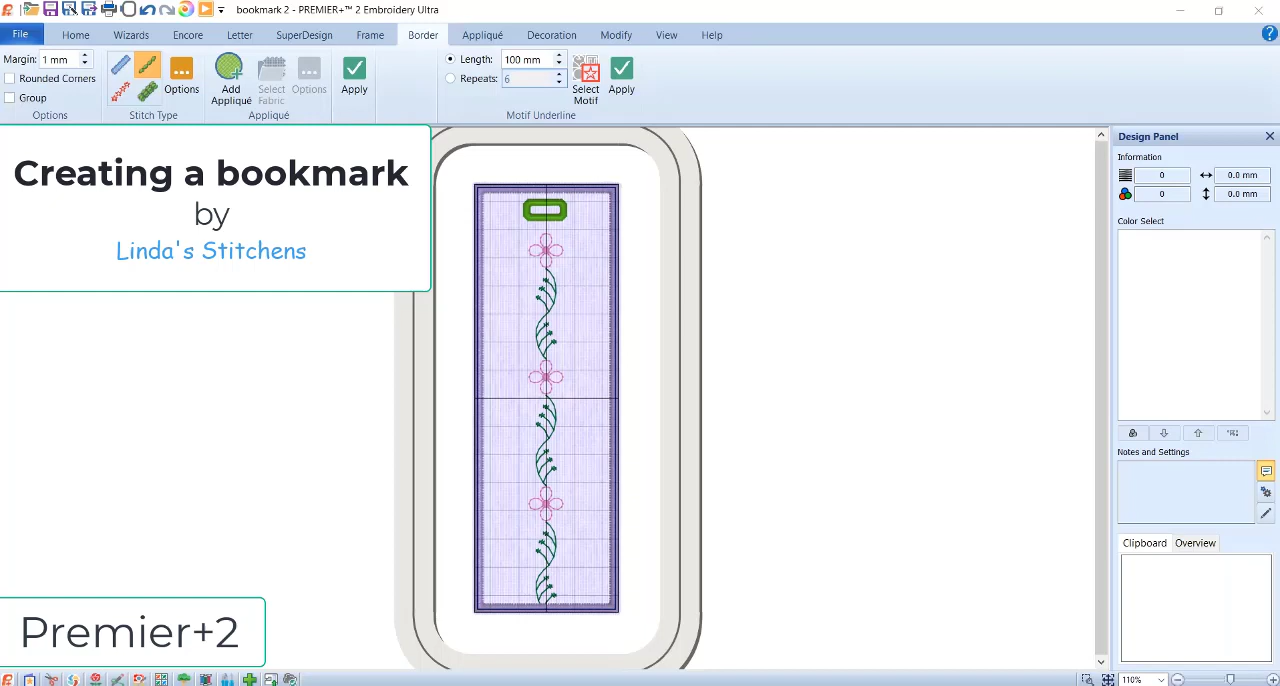 bookmark 2 - PREMIER+™ 2 Embroidery Ultra
File Home Wizards Encore Letter SuperDesign Frame Border Appliqué Decoration Modify View Help
Margin: 1 mm
Rounded Corners
Group
Options
Options
Stitch Type
Add Appliqué
Select Fabric
Options
Appliqué
Apply
Length: 100 mm
Repeats: 6
Select Motif
Apply
Motif Underline
Creating a bookmark
by
Linda's Stitchens
Premier+2
Design Panel
Information
0 0.0 mm
0 0.0 mm
Color Select
Notes and Settings
Clipboard Overview
110%